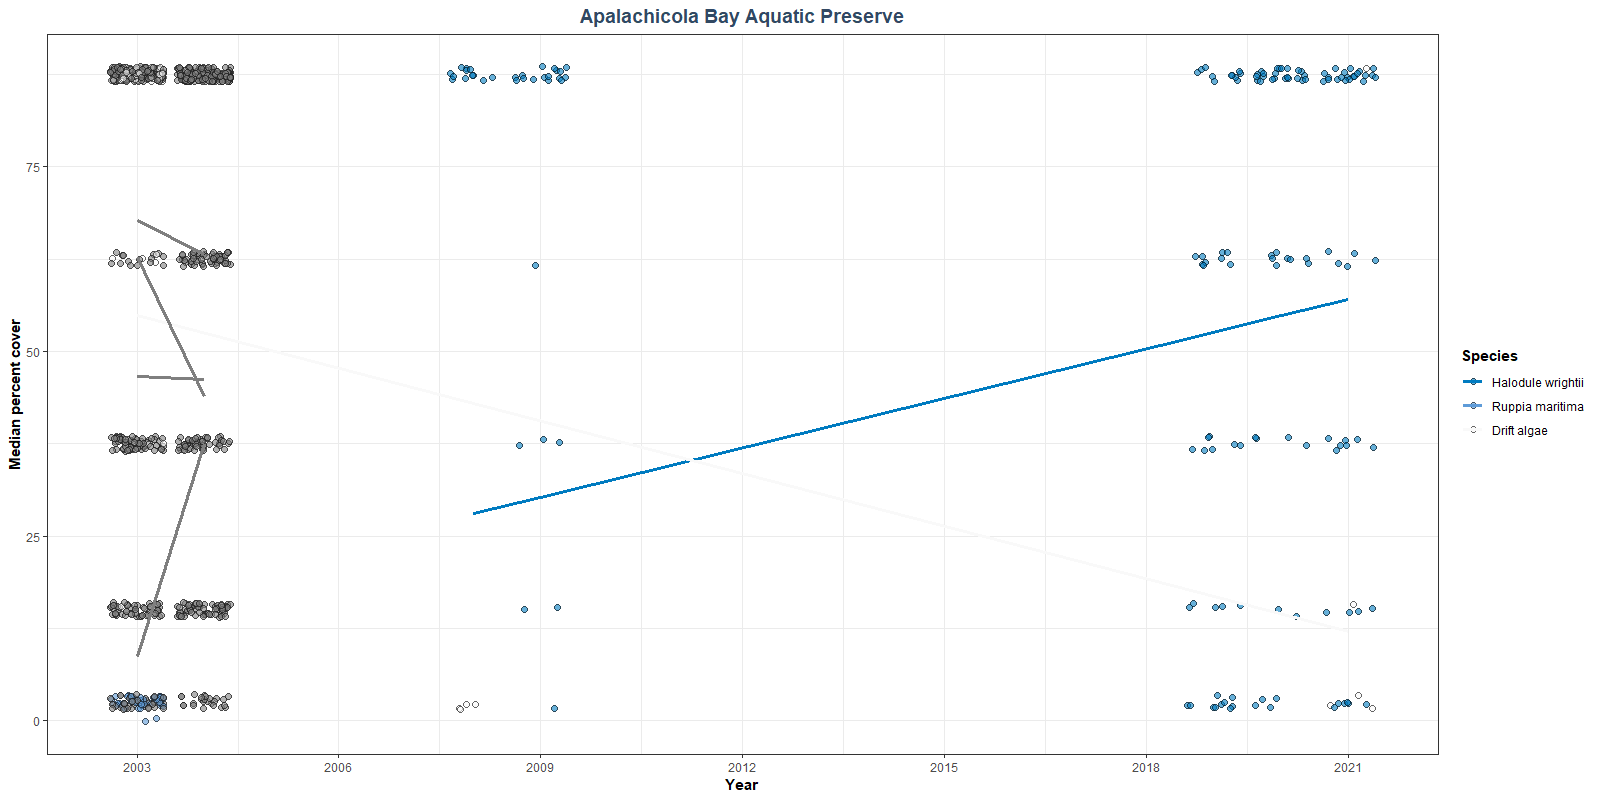 Apalachicola Bay Aquatic Preserve
Median percent cover
75
50
25
0
2003 2006 2009 2012 2015 2018 2021
Year
Species
Halodule wrightii
Ruppia maritima
Drift algae